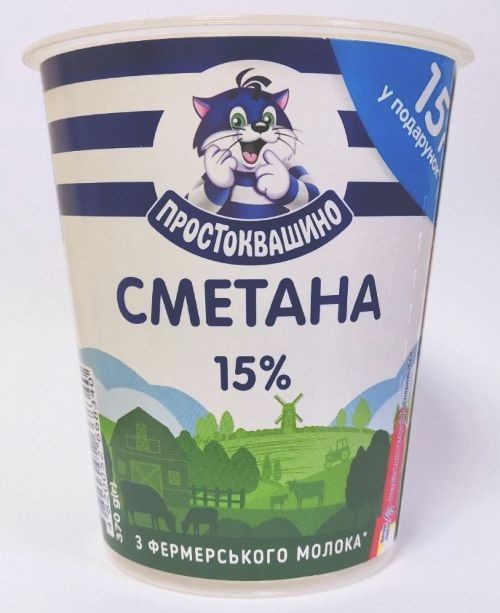 15%
у подарунок
ПРОСТОКВАШИНО
СМЕТАНА
15%
370 g(г)
З ФЕРМЕРСЬКОГО МОЛОКА*